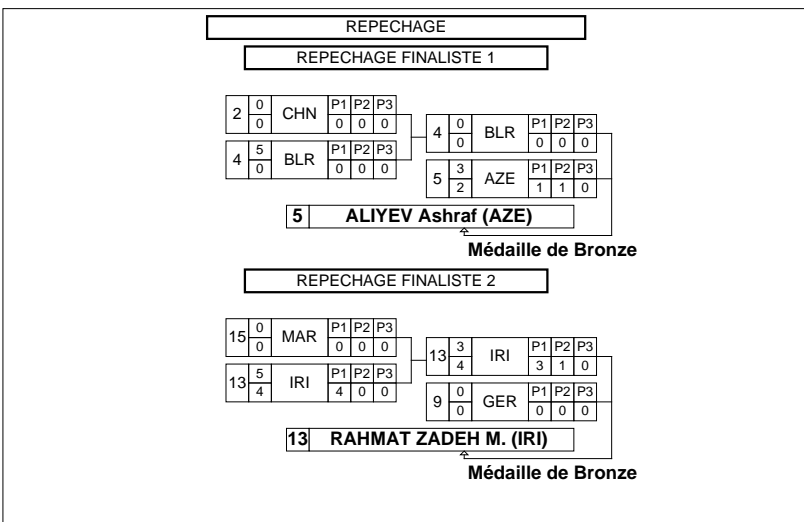 REPECHAGE
REPECHAGE FINALISTE 1
2 0 CHN P1 P2 P3
0 0 0 0
4 5 BLR P1 P2 P3
0 0 0 0
4 0 BLR P1 P2 P3
0 0 0 0
5 3 AZE P1 P2 P3
2 1 1 0
5 ALIYEV Ashraf (AZE)
Médaille de Bronze
REPECHAGE FINALISTE 2
15 0 MAR P1 P2 P3
0 0 0 0
13 5 IRI P1 P2 P3
4 4 0 0
13 3 IRI P1 P2 P3
4 3 1 0
9 0 GER P1 P2 P3
0 0 0 0
13 RAHMAT ZADEH M. (IRI)
Médaille de Bronze